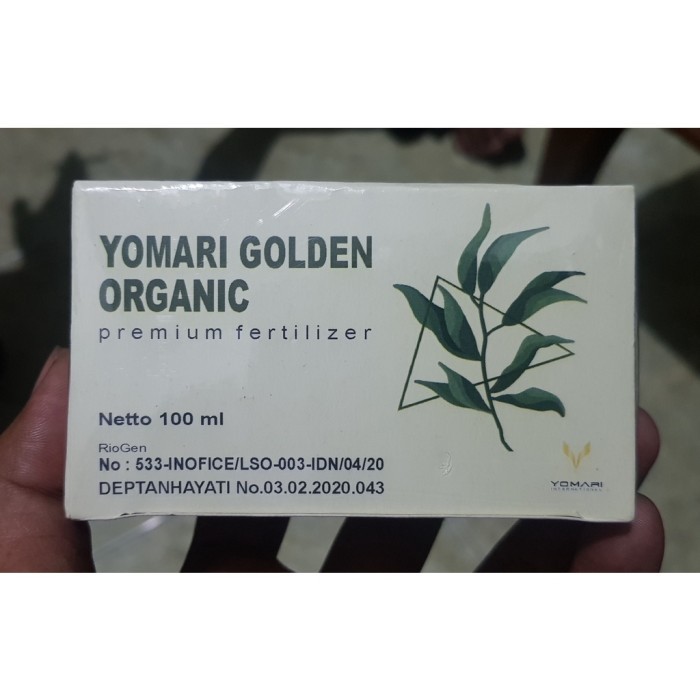 YOMARI GOLDEN
ORGANIC
premium fertilizer
Netto 100 ml
RioGen
No : 533-INOFICE/LSO-003-IDN/04/20
DEPTANHAYATI No.03.02.2020.043
YOMARI
INTERNATIONAL